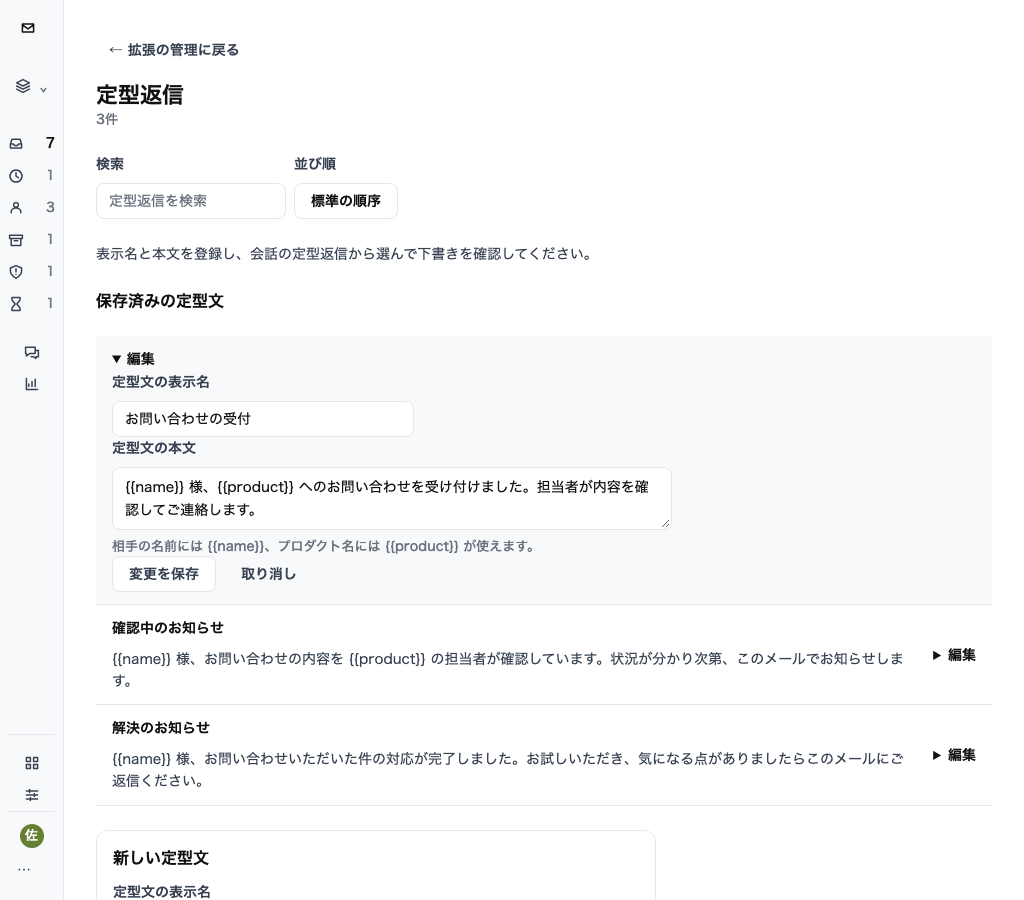 ← 拡張の管理に戻る
定型返信
3件
検索
並び順
定型返信を検索
標準の順序
表示名と本文を登録し、会話の定型返信から選んで下書きを確認してください。
保存済みの定型文
▼ 編集
定型文の表示名
お問い合わせの受付
定型文の本文
{{name}} 様、{{product}} へのお問い合わせを受け付けました。担当者が内容を確
認してご連絡します。
相手の名前には {{name}}、プロダクト名には {{product}} が使えます。
変更を保存
取り消し
確認中のお知らせ
{{name}} 様、お問い合わせの内容を {{product}} の担当者が確認しています。状況が分かり次第、このメールでお知らせしま
す。
▶ 編集
解決のお知らせ
{{name}} 様、お問い合わせいただいた件の対応が完了しました。お試しいただき、気になる点がありましたらこのメールにご
返信ください。
▶ 編集
新しい定型文
定型文の表示名
7
1
3
1
1
1
佐
…